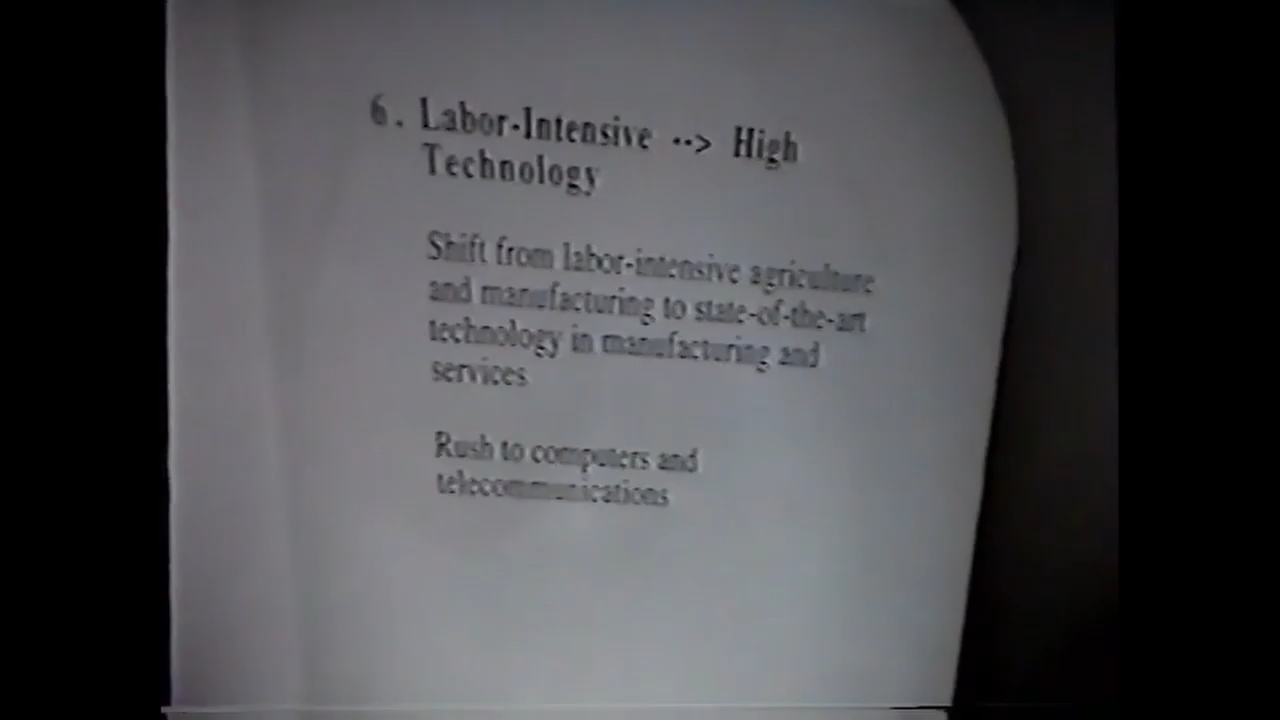 6. Labor-Intensive --> High
Technology
Shift from labor-intensive agriculture
and manufacturing to state-of-the-art
technology in manufacturing and
services
Rush to computers and
telecommunications